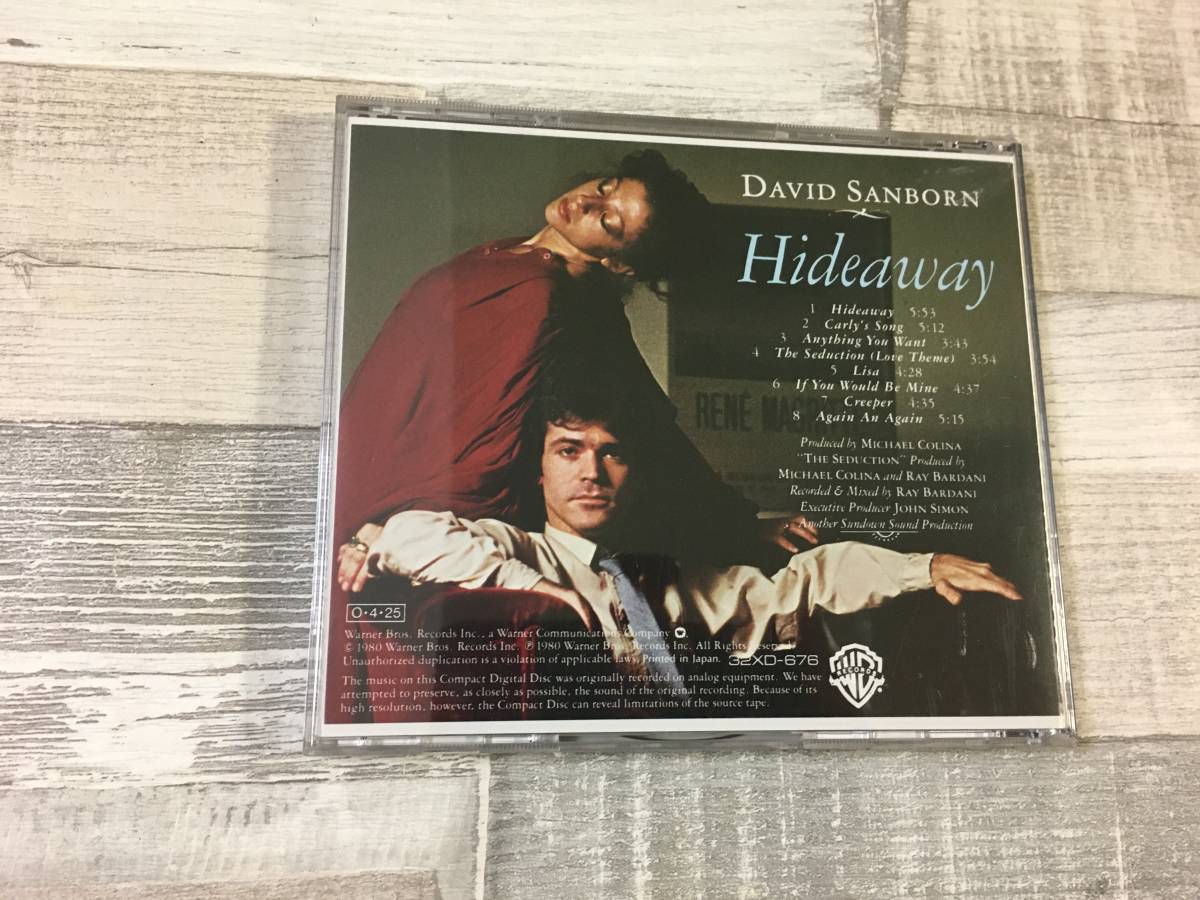 DAVID SANBORN
Hideaway
1 Hideaway 5:53
2 Carly's Song 5:12
3 Anything You Want 3:43
4 The Seduction (Love Theme) 3:54
5 Lisa 4:28
6 If You Would Be Mine 4:37
7 Creeper 4:35
8 Again An Again 5:15
RENÉ MAGRITTE
Produced by MICHAEL COLINA
"THE SEDUCTION" Produced by
MICHAEL COLINA and RAY BARDANI
Recorded & Mixed by RAY BARDANI
Executive Producer JOHN SIMON
Another Sundown Sound Production
O•4•25
Warner Bros. Records Inc., a Warner Communications Company
© 1980 Warner Bros. Records Inc. ℗ 1980 Warner Bros. Records Inc. All Rights Reserved.
Unauthorized duplication is a violation of applicable laws. Printed in Japan. 32XD-676
The music on this Compact Digital Disc was originally recorded on analog equipment. We have
attempted to preserve, as closely as possible, the sound of the original recording. Because of its
high resolution, however, the Compact Disc can reveal limitations of the source tape.
WB
RECORDS